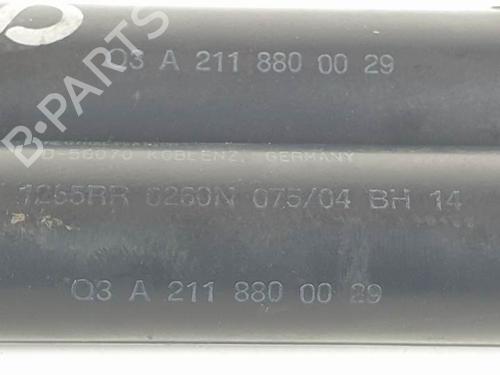 Q3 A 211 880 00 29
D-56070 KOBLENZ, GERMANY
1265RR 0260N 075/04 BH 14
Q3 A 211 880 00 29
B-PARTS